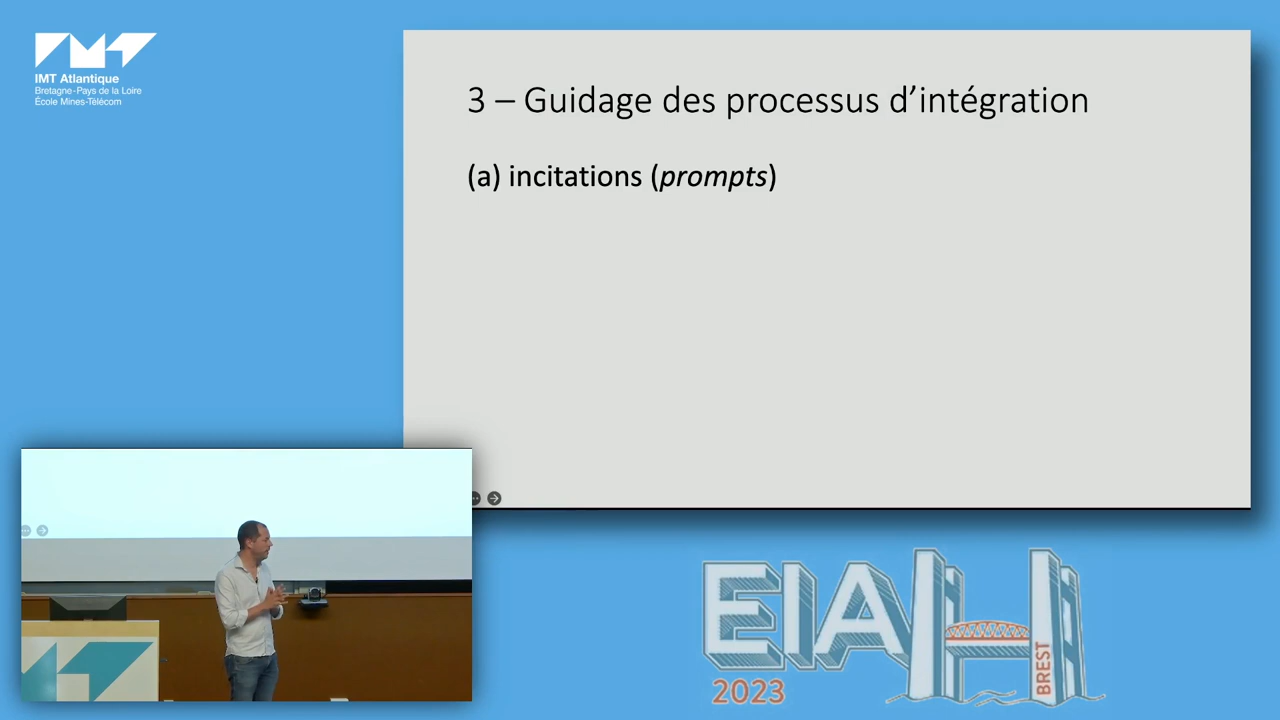 IMT Atlantique
Bretagne-Pays de la Loire
École Mines-Télécom
3 – Guidage des processus d’intégration
(a) incitations (prompts)
EIAH
BREST
2023